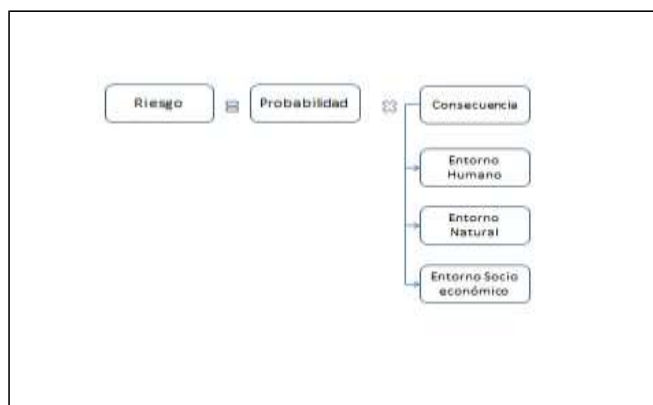 Riesgo = Probabilidad × Consecuencia
Entorno
Humano
Entorno
Natural
Entorno Socio
económico